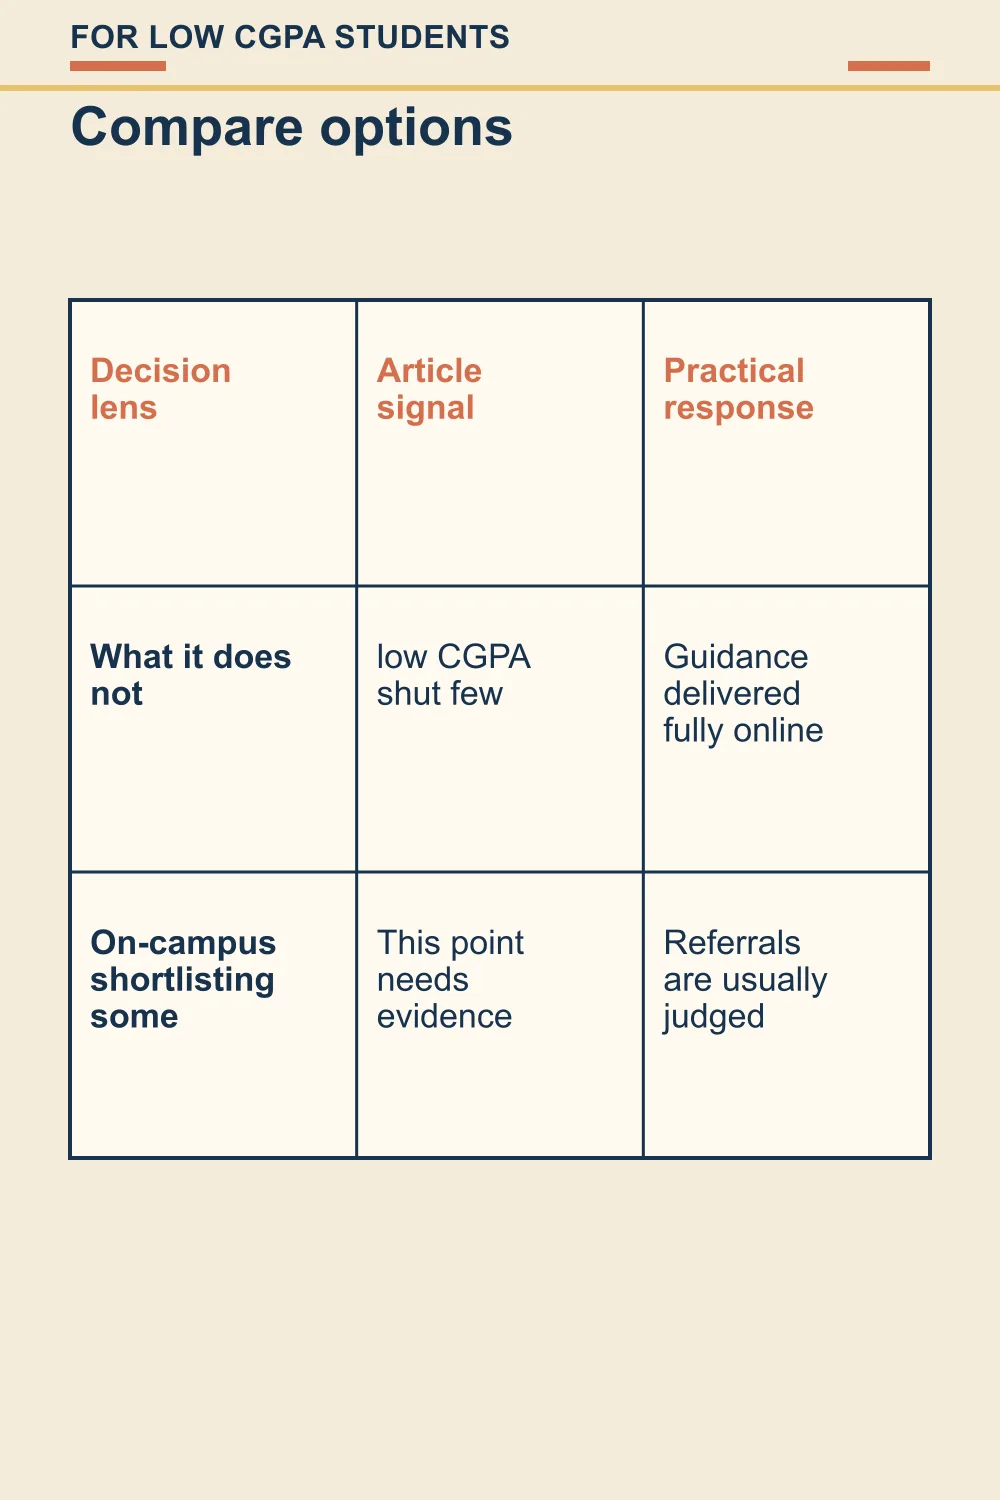 FOR LOW CGPA STUDENTS
Compare options
Decision
lens
Article
signal
Practical
response
What it does
not
low CGPA
shut few
Guidance
delivered
fully online
On-campus
shortlisting
some
This point
needs
evidence
Referrals
are usually
judged